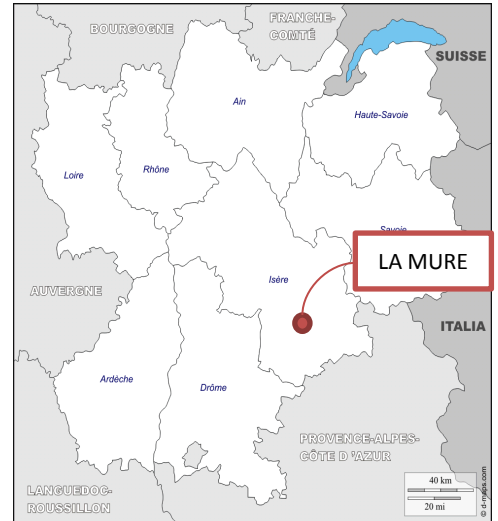 BOURGOGNE
FRANCHE-
COMTÉ
SUISSE
Ain
Haute-Savoie
Loire
Rhône
Savoie
LA MURE
Isère
AUVERGNE
ITALIA
Ardèche
Drôme
PROVENCE-ALPES-
CÔTE D 'AZUR
LANGUEDOC-
ROUSSILLON
40 km
20 mi
© d-maps.com